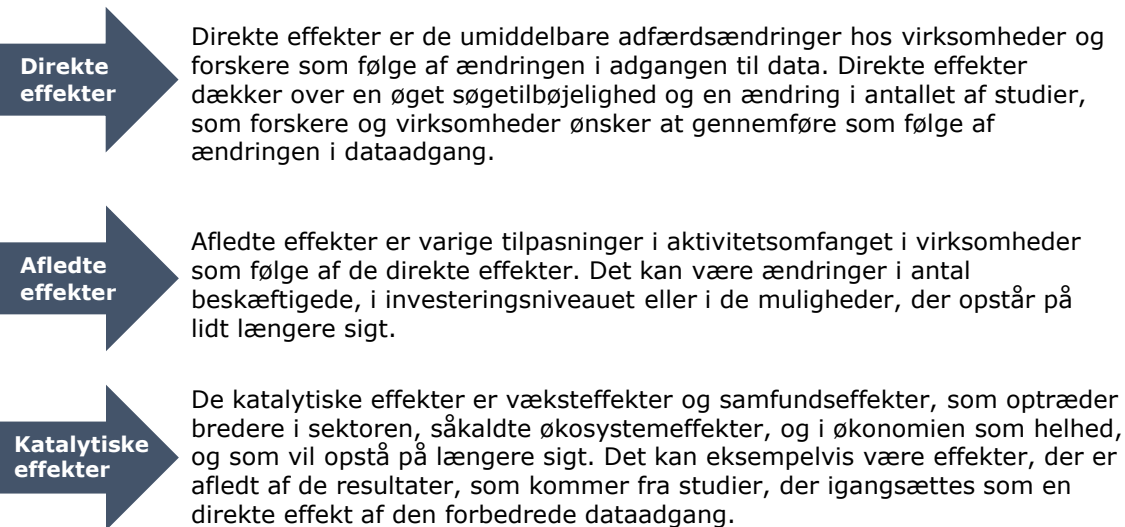 Direkte
effekter
Direkte effekter er de umiddelbare adfærdsændringer hos virksomheder og
forskere som følge af ændringen i adgangen til data. Direkte effekter
dækker over en øget søgetilbøjelighed og en ændring i antallet af studier,
som forskere og virksomheder ønsker at gennemføre som følge af
ændringen i dataadgang.
Afledte
effekter
Afledte effekter er varige tilpasninger i aktivitetsomfanget i virksomheder
som følge af de direkte effekter. Det kan være ændringer i antal
beskæftigede, i investeringsniveauet eller i de muligheder, der opstår på
lidt længere sigt.
Katalytiske
effekter
De katalytiske effekter er væksteffekter og samfundseffekter, som optræder
bredere i sektoren, såkaldte økosystemeffekter, og i økonomien som helhed,
og som vil opstå på længere sigt. Det kan eksempelvis være effekter, der er
afledt af de resultater, som kommer fra studier, der igangsættes som en
direkte effekt af den forbedrede dataadgang.